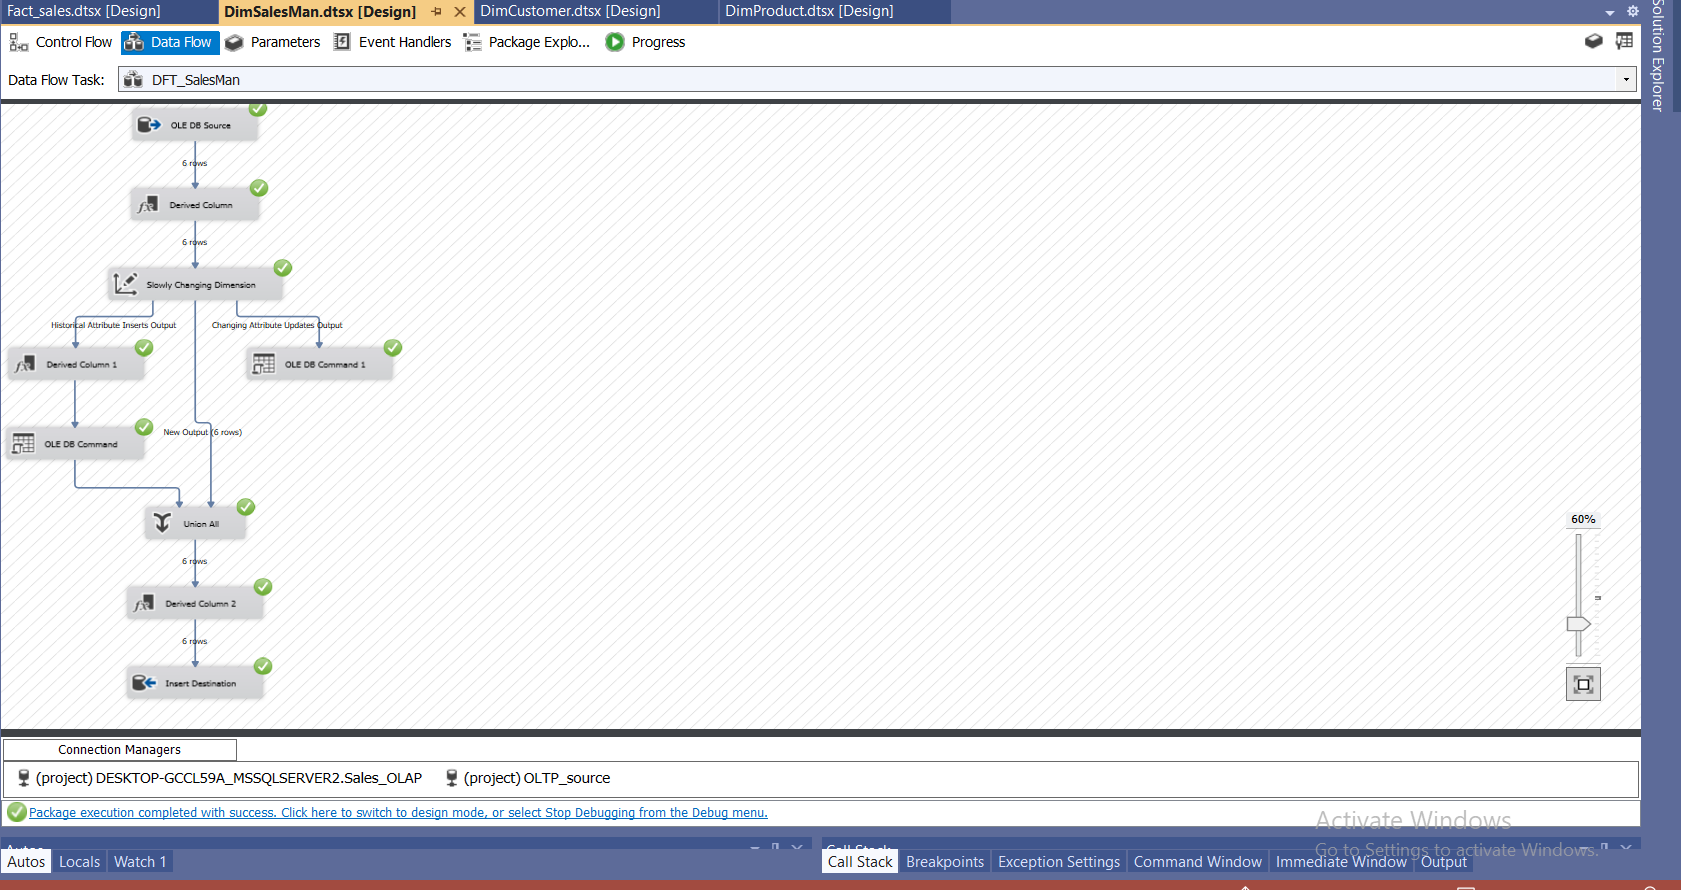 Fact_sales.dtsx [Design] DimSalesMan.dtsx [Design] DimCustomer.dtsx [Design] DimProduct.dtsx [Design]
Solution Explorer
Control Flow Data Flow Parameters Event Handlers Package Explo... Progress
Data Flow Task: DFT_SalesMan
OLE DB Source
6 rows
Derived Column
6 rows
Slowly Changing Dimension
Historical Attribute Inserts Output Changing Attribute Updates Output
Derived Column 1 OLE DB Command 1
New Output (6 rows)
OLE DB Command
60%
Union All
6 rows
Derived Column 2
6 rows
Insert Destination
Connection Managers
(project) DESKTOP-GCCL59A_MSSQLSERVER2.Sales_OLAP (project) OLTP_source
Package execution completed with success. Click here to switch to design mode, or select Stop Debugging from the Debug menu.
Activate Windows
Go to Settings to activate Windows.
Autos Call Stack
Autos Locals Watch 1 Call Stack Breakpoints Exception Settings Command Window Immediate Window Output